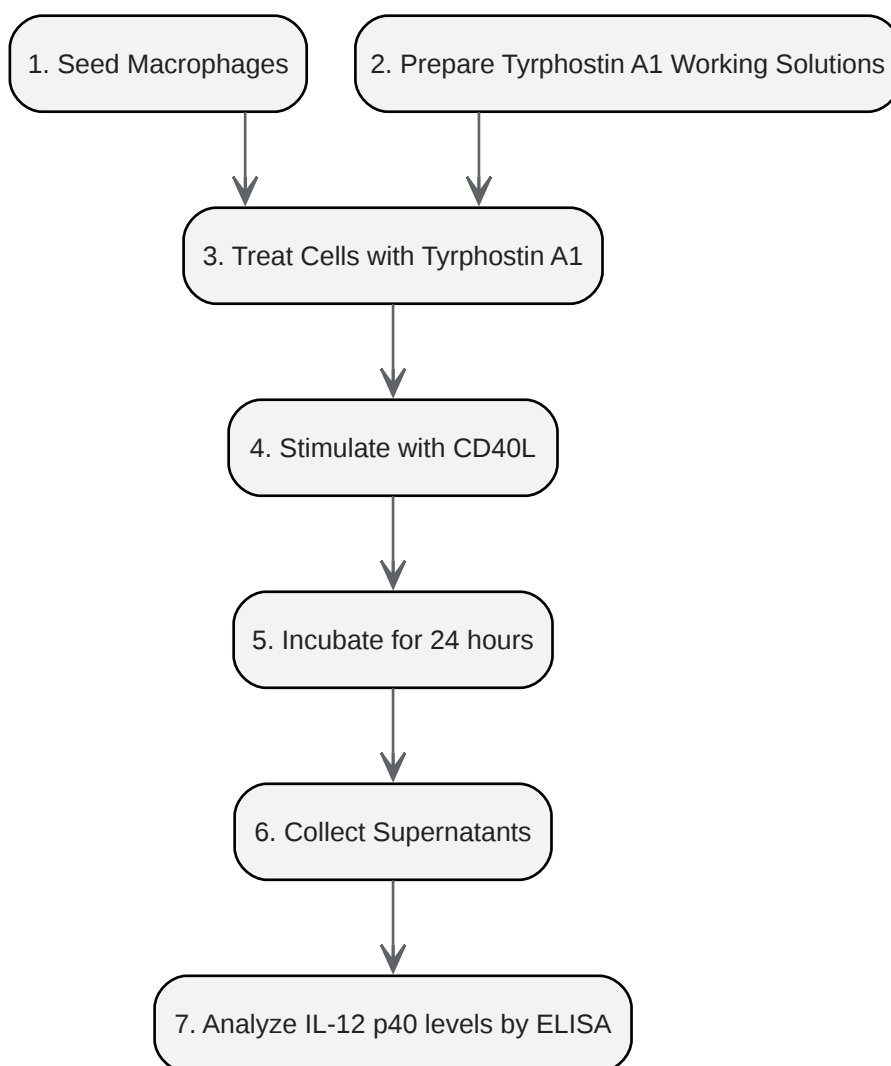 1. Seed Macrophages
2. Prepare Tyrphostin A1 Working Solutions
3. Treat Cells with Tyrphostin A1
4. Stimulate with CD40L
5. Incubate for 24 hours
6. Collect Supernatants
7. Analyze IL-12 p40 levels by ELISA